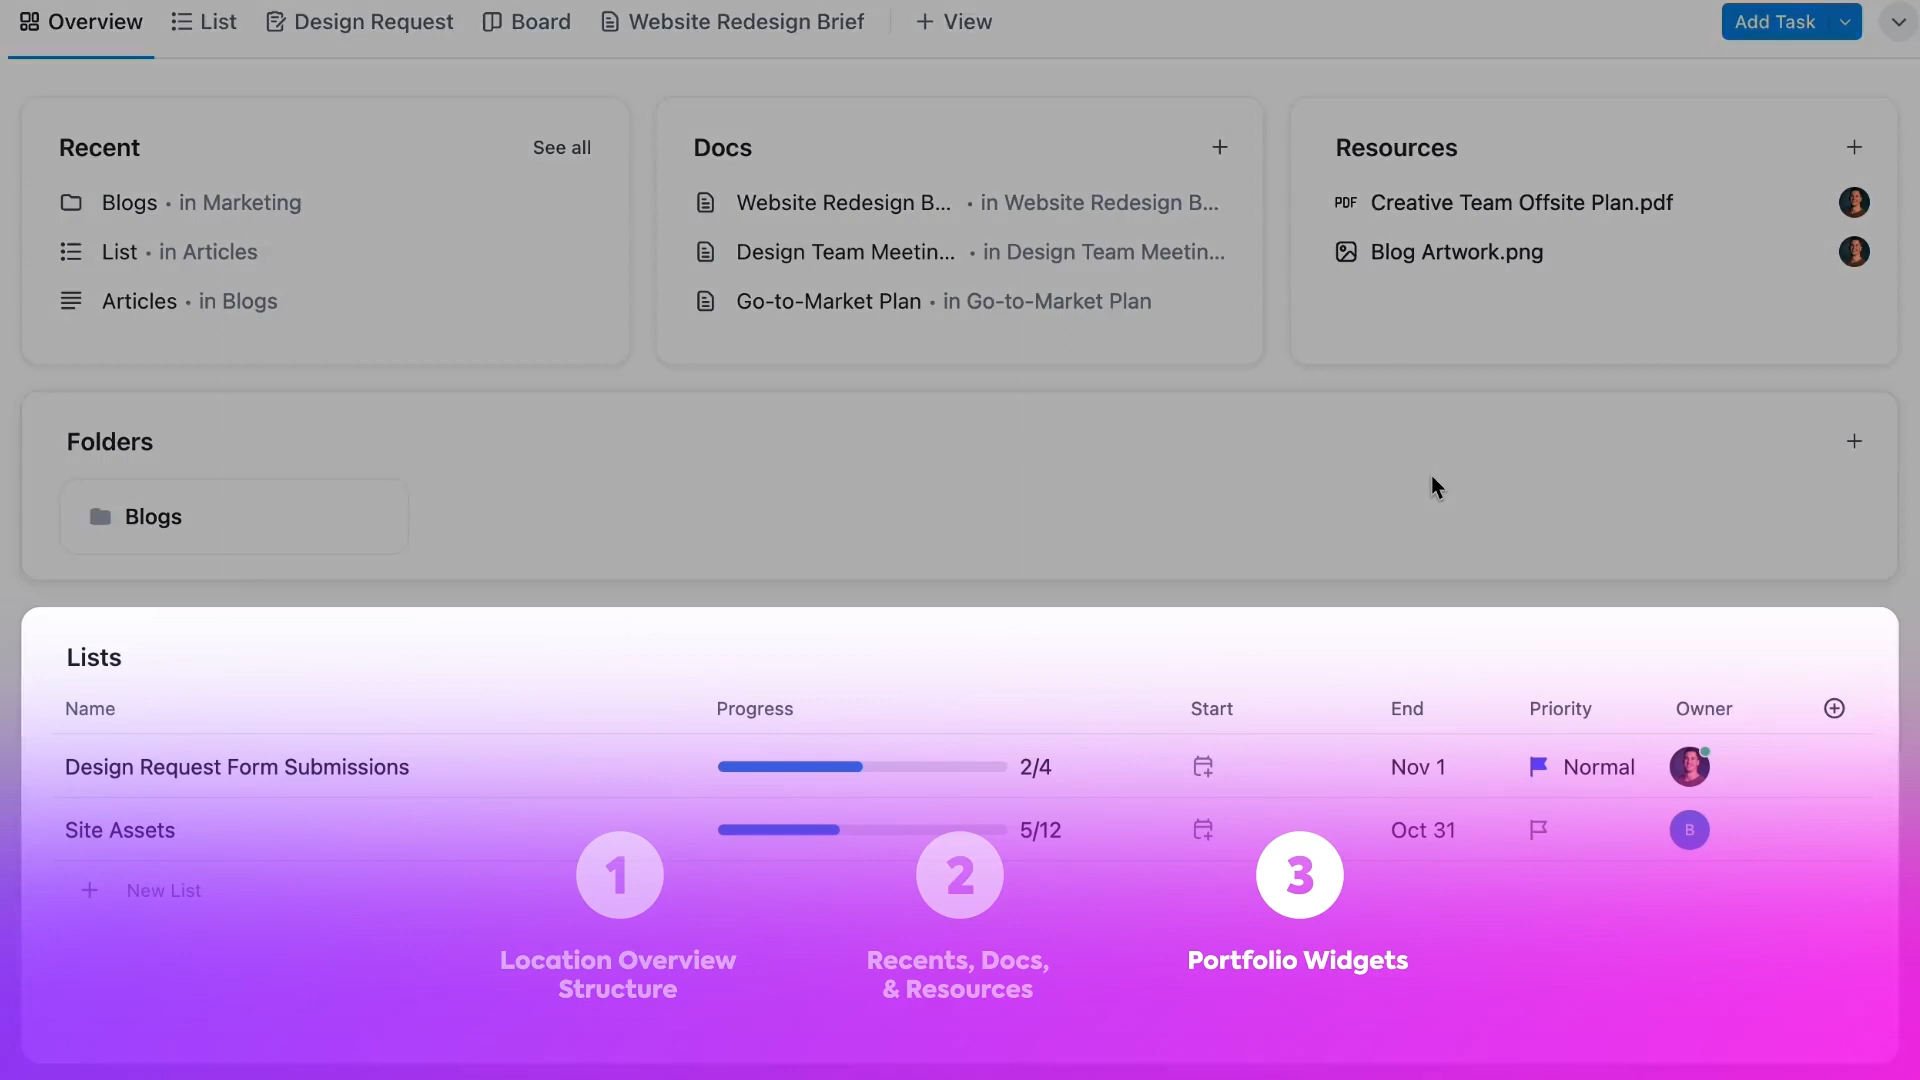 Overview List Design Request Board Website Redesign Brief + View Add Task
Recent See all
Blogs • in Marketing
List • in Articles
Articles • in Blogs
Docs +
Website Redesign B... • in Website Redesign B...
Design Team Meetin... • in Design Team Meetin...
Go-to-Market Plan • in Go-to-Market Plan
Resources +
PDF Creative Team Offsite Plan.pdf
Blog Artwork.png
Folders +
Blogs
Lists
Name Progress Start End Priority Owner
Design Request Form Submissions 2/4 Nov 1 Normal
Site Assets 5/12 Oct 31 B
+ New List
1 2 3
Location Overview
Structure
Recents, Docs,
& Resources
Portfolio Widgets